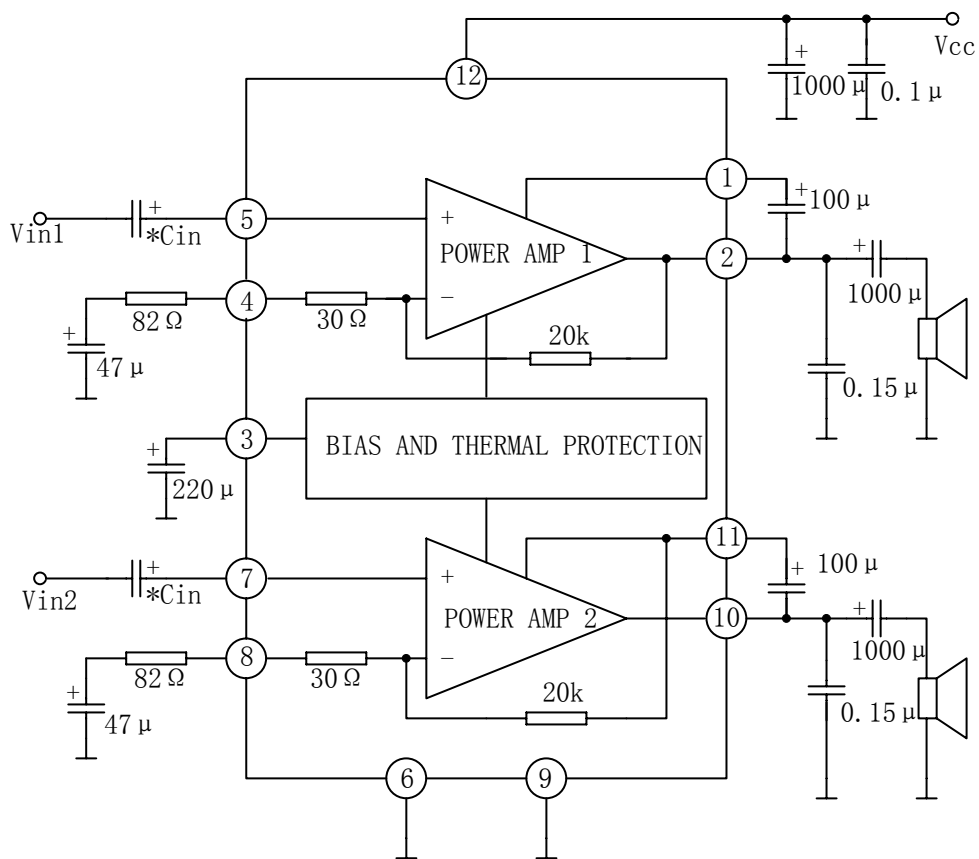 Vcc
12
1000μ
0.1μ
1
+
100μ
Vin1
+
*Cin
5
+
POWER AMP 1
2
+
1000μ
4
82Ω
30Ω
−
20k
+
47μ
0.15μ
3
BIAS AND THERMAL PROTECTION
+
220μ
11
+
100μ
Vin2
+
*Cin
7
+
POWER AMP 2
10
+
1000μ
8
82Ω
30Ω
−
20k
+
47μ
0.15μ
6
9
+